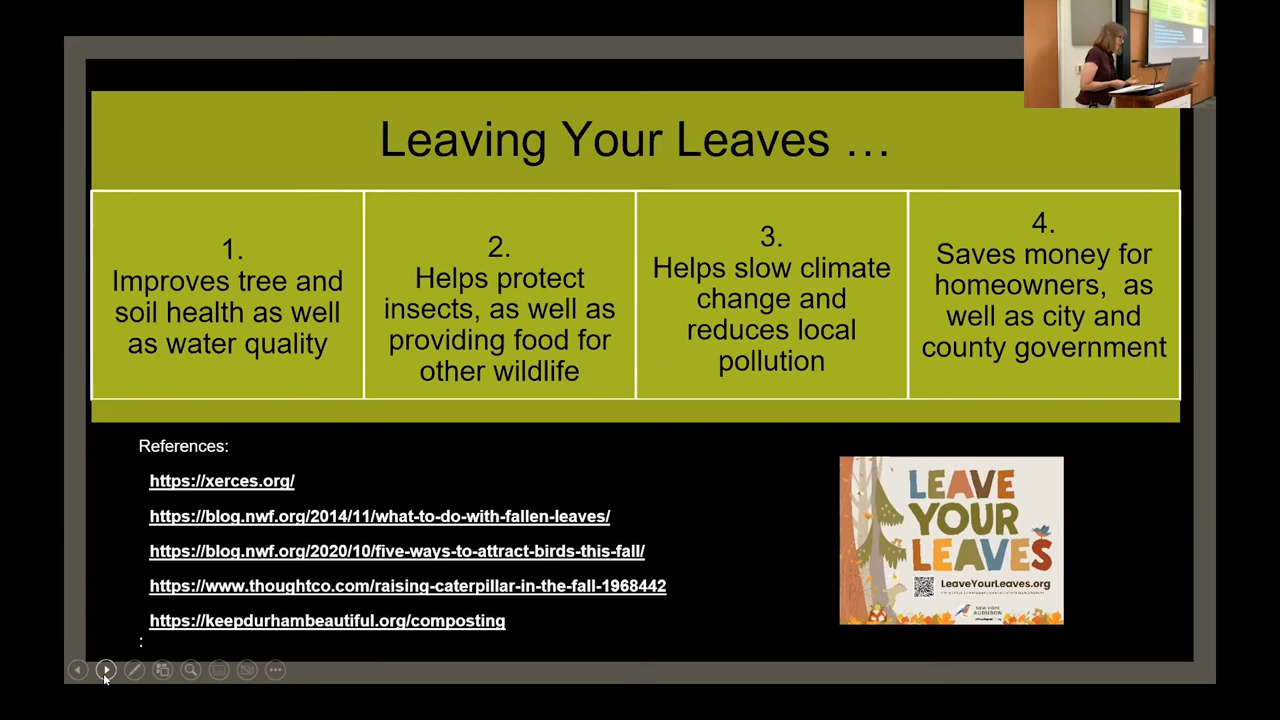 Leaving Your Leaves …
1.
Improves tree and
soil health as well
as water quality
2.
Helps protect
insects, as well as
providing food for
other wildlife
3.
Helps slow climate
change and
reduces local
pollution
4.
Saves money for
homeowners, as
well as city and
county government
References:
https://xerces.org/
https://blog.nwf.org/2014/11/what-to-do-with-fallen-leaves/
https://blog.nwf.org/2020/10/five-ways-to-attract-birds-this-fall/
https://www.thoughtco.com/raising-caterpillar-in-the-fall-1968442
https://keepdurhambeautiful.org/composting
:
LEAVE
YOUR
LEAVES
LeaveYourLeaves.org
NEW HOPE
AUDUBON